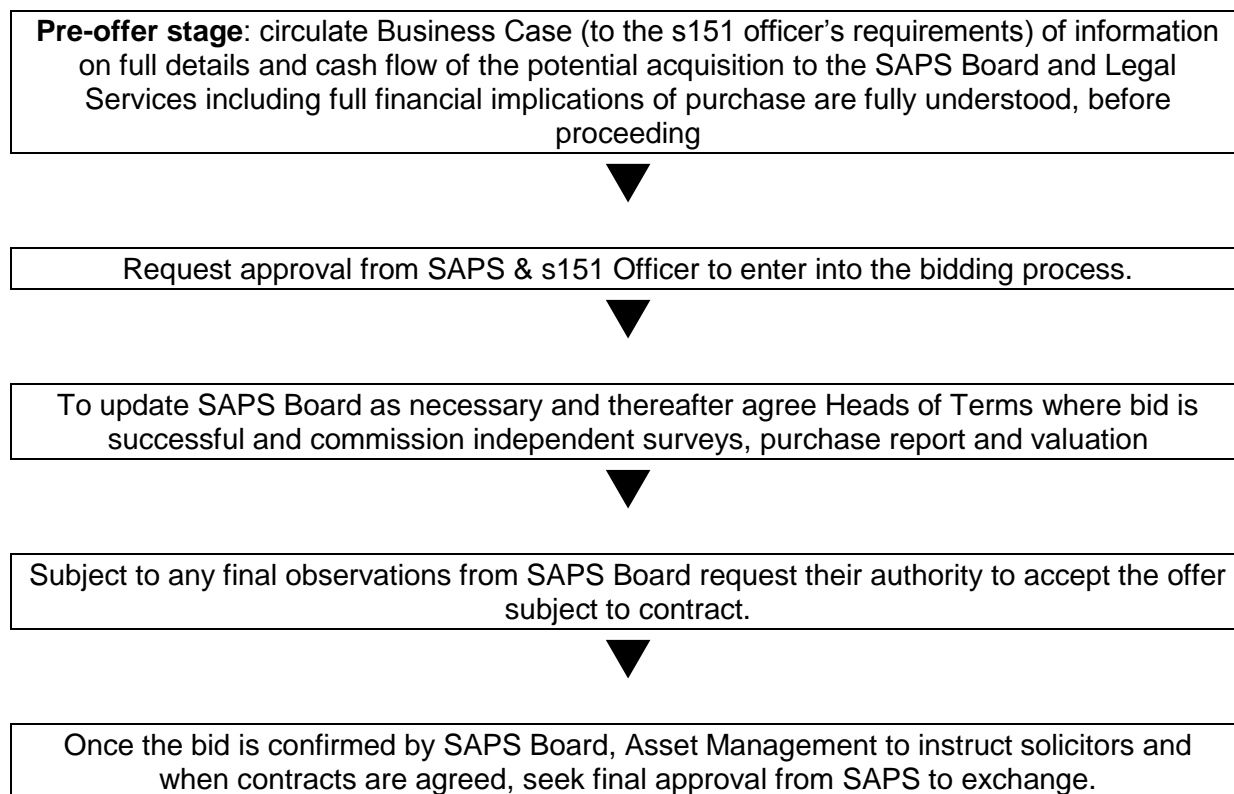 Pre-offer stage: circulate Business Case (to the s151 officer's requirements) of information
on full details and cash flow of the potential acquisition to the SAPS Board and Legal
Services including full financial implications of purchase are fully understood, before
proceeding
Request approval from SAPS & s151 Officer to enter into the bidding process.
To update SAPS Board as necessary and thereafter agree Heads of Terms where bid is
successful and commission independent surveys, purchase report and valuation
Subject to any final observations from SAPS Board request their authority to accept the offer
subject to contract.
Once the bid is confirmed by SAPS Board, Asset Management to instruct solicitors and
when contracts are agreed, seek final approval from SAPS to exchange.